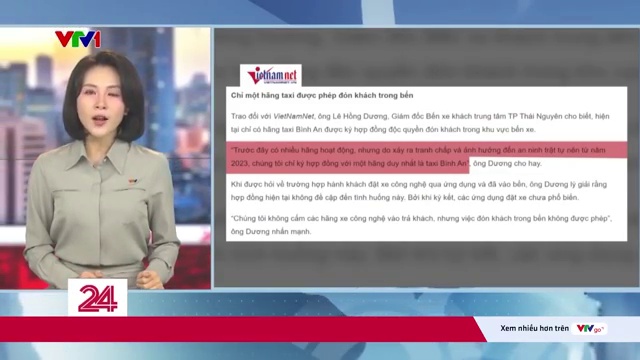 VTV1
vietnamnet
Chỉ một hãng taxi được phép đón khách trong bến
Trao đổi với VietNamNet, ông Lê Hồng Dương, Giám đốc Bến xe khách trung tâm TP Thái Nguyên cho biết, hiện
tại chỉ có hãng taxi Bình An được ký hợp đồng độc quyền đón khách trong khu vực bến xe.
"Trước đây có nhiều hãng hoạt động, nhưng do xảy ra tranh chấp và ảnh hưởng đến an ninh trật tự nên từ năm
2023, chúng tôi chỉ ký hợp đồng với một hãng duy nhất là taxi Bình An", ông Dương cho hay.
Khi được hỏi về trường hợp hành khách đặt xe công nghệ qua ứng dụng và đã vào bến, ông Dương lý giải rằng
hợp đồng hiện tại không đề cập đến tình huống này. Bởi khi ký kết, các ứng dụng đặt xe chưa phổ biến.
"Chúng tôi không cấm các hãng xe công nghệ vào trả khách, nhưng việc đón khách trong bến không được phép",
ông Dương nhấn mạnh.
24
Xem nhiều hơn trên
VTVgo